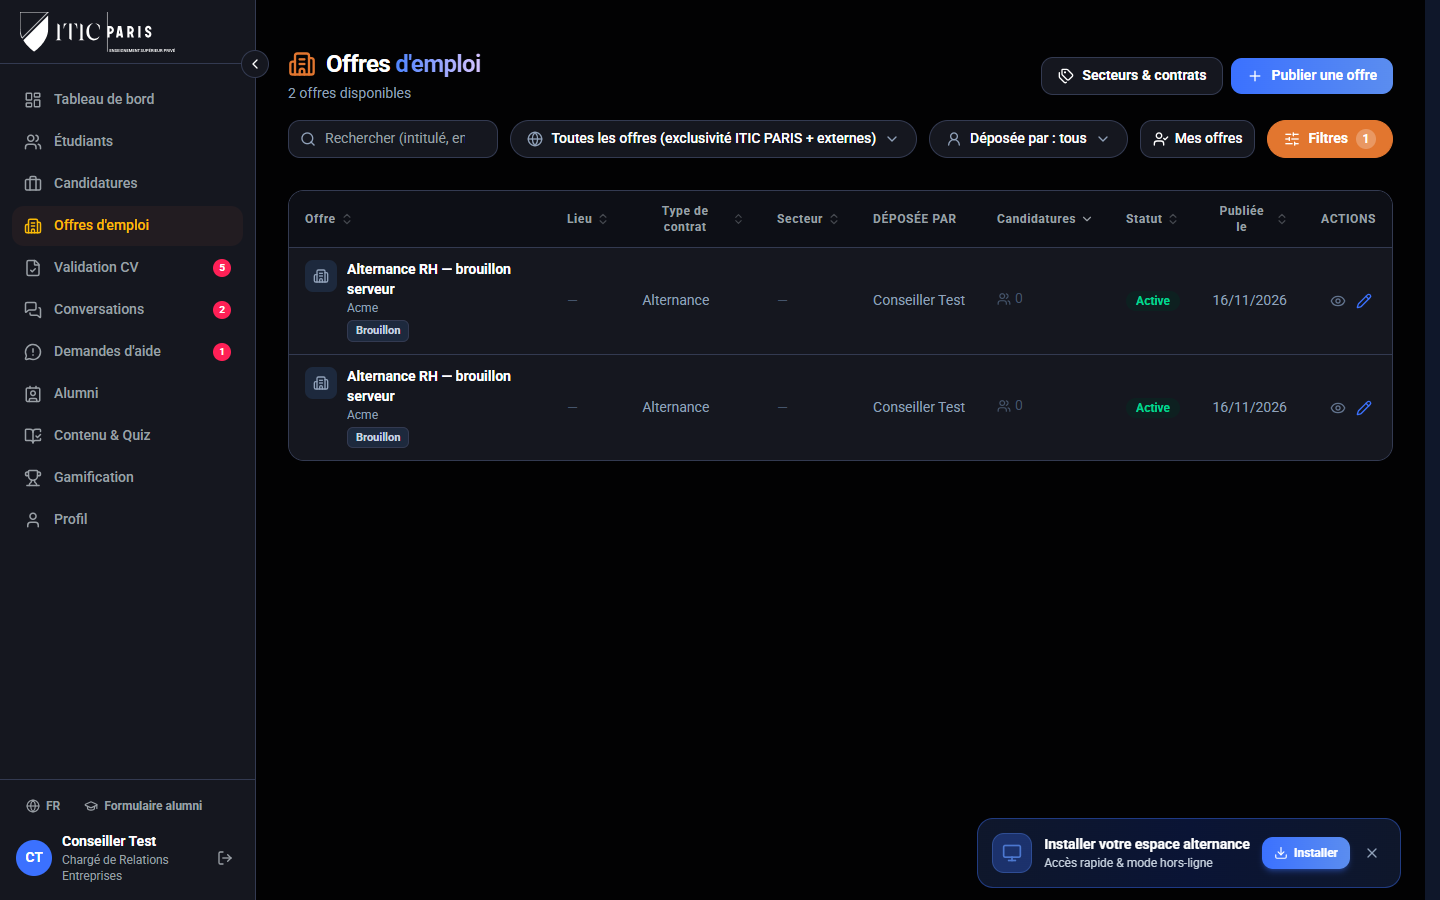 ITIC PARIS
ENSEIGNEMENT SUPÉRIEUR PRIVÉ
Tableau de bord
Étudiants
Candidatures
Offres d'emploi
Validation CV 5
Conversations 2
Demandes d'aide 1
Alumni
Contenu & Quiz
Gamification
Profil
FR Formulaire alumni
CT
Conseiller Test
Chargé de Relations
Entreprises
Offres d'emploi
2 offres disponibles
Secteurs & contrats
Publier une offre
Rechercher (intitulé, er
Toutes les offres (exclusivité ITIC PARIS + externes)
Déposée par : tous
Mes offres
Filtres 1
Offre Lieu Type de contrat Secteur DÉPOSÉE PAR Candidatures Statut Publiée le ACTIONS
Alternance RH — brouillon
serveur
Acme
Brouillon
— Alternance — Conseiller Test 0 Active 16/11/2026
Alternance RH — brouillon
serveur
Acme
Brouillon
— Alternance — Conseiller Test 0 Active 16/11/2026
Installer votre espace alternance
Accès rapide & mode hors-ligne
Installer